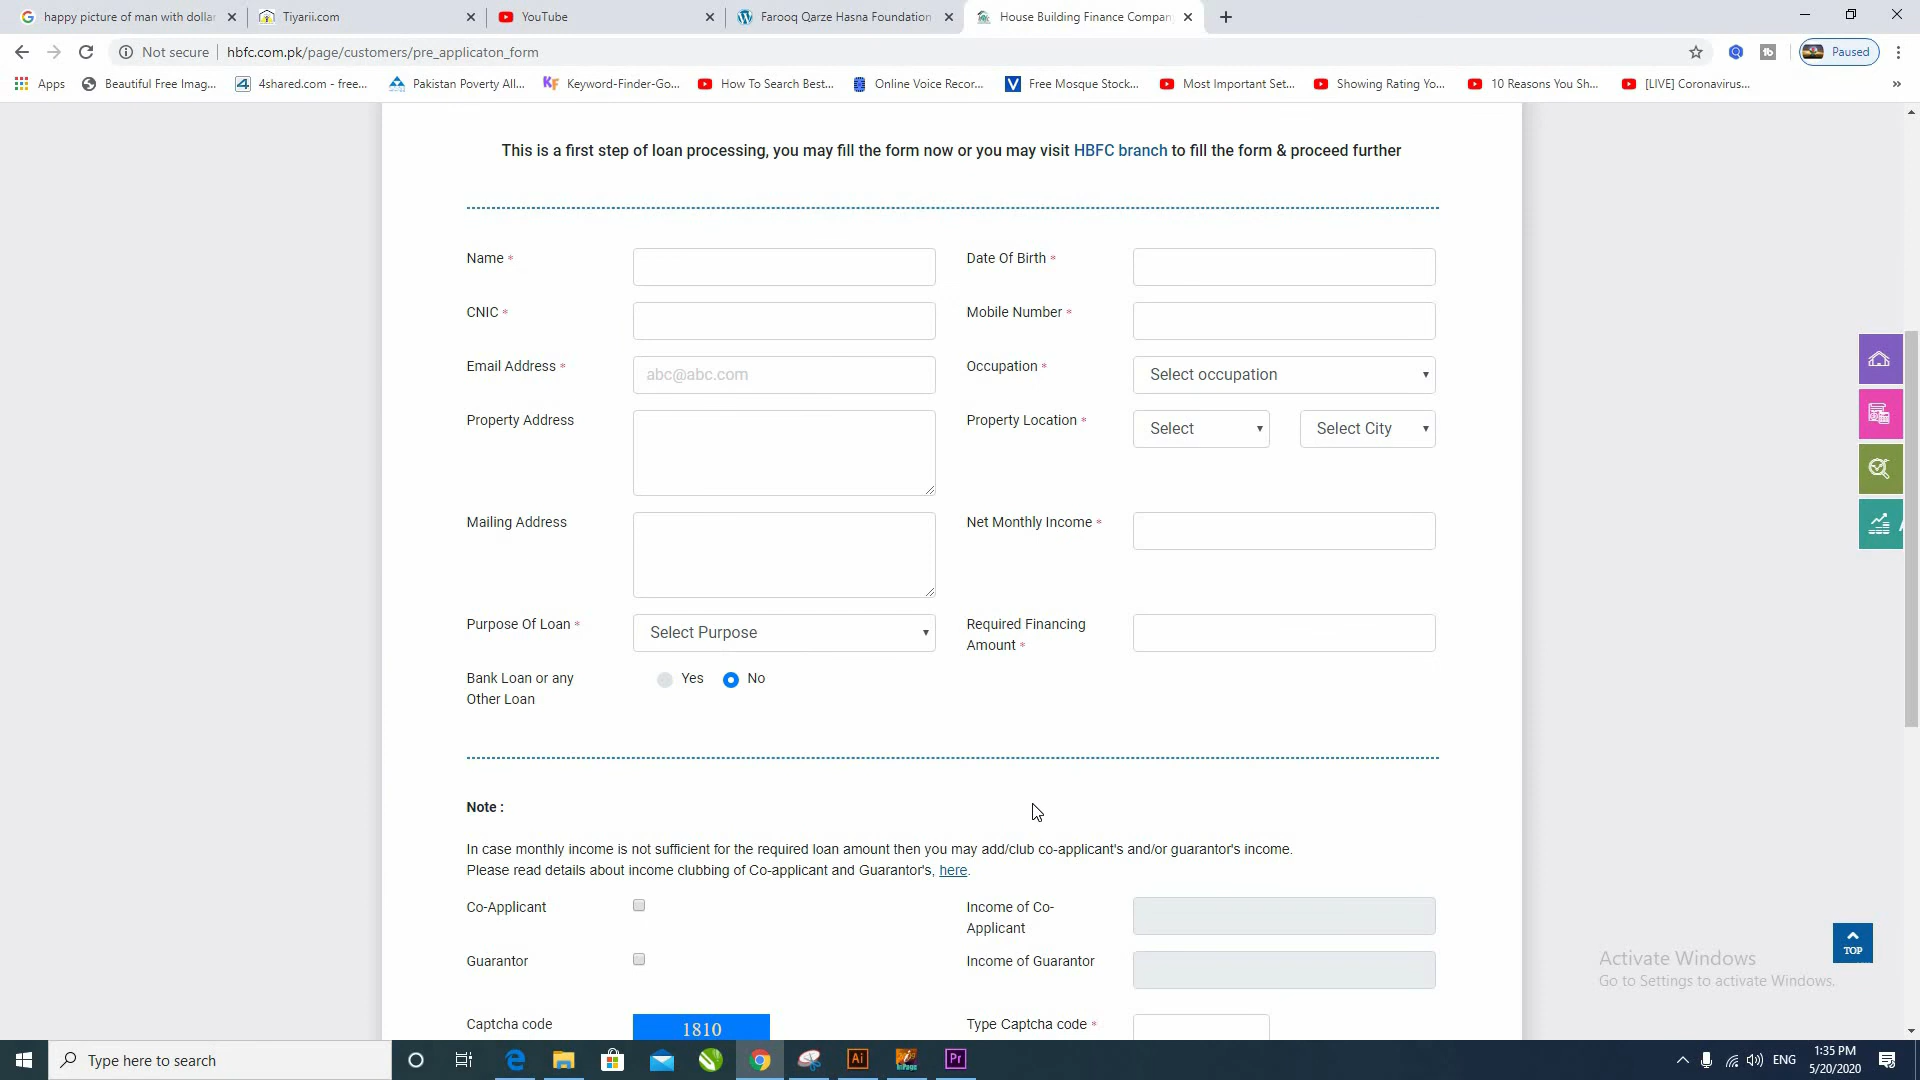 happy picture of man with dollar
Tiyarii.com
YouTube
Farooq Qarze Hasna Foundation
House Building Finance Compan
Not secure
hbfc.com.pk/page/customers/pre_applicaton_form
Paused
Apps
Beautiful Free Imag...
4shared.com - free...
Pakistan Poverty All...
Keyword-Finder-Go...
How To Search Best...
Online Voice Recor...
Free Mosque Stock...
Most Important Set...
Showing Rating Yo...
10 Reasons You Sh...
[LIVE] Coronavirus...
This is a first step of loan processing, you may fill the form now or you may visit HBFC branch to fill the form & proceed further
Name *
Date Of Birth *
CNIC *
Mobile Number *
Email Address *
abc@abc.com
Occupation *
Select occupation
Property Address
Property Location *
Select
Select City
Mailing Address
Net Monthly Income *
Purpose Of Loan *
Select Purpose
Required Financing
Amount *
Bank Loan or any
Other Loan
Yes
No
Note :
In case monthly income is not sufficient for the required loan amount then you may add/club co-applicant's and/or guarantor's income.
Please read details about income clubbing of Co-applicant and Guarantor's, here.
Co-Applicant
Income of Co-
Applicant
Guarantor
Income of Guarantor
Captcha code
1810
Type Captcha code *
TOP
Activate Windows
Go to Settings to activate Windows.
Type here to search
Ai
Pr
ENG
1:35 PM
5/20/2020